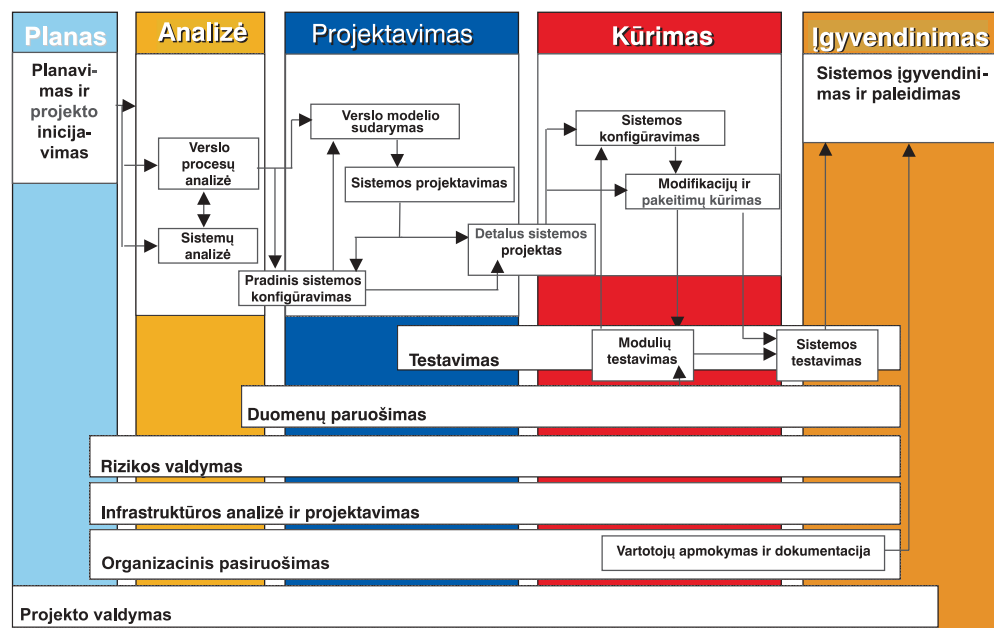 Planas
Analizė
Projektavimas
Kūrimas
Įgyvendinimas
Planavi-
mas ir
projekto
inicija-
vimas
Verslo
procesų
analizė
Sistemų
analizė
Verslo modelio
sudarymas
Sistemos projektavimas
Pradinis sistemos
konfigūravimas
Detalus sistemos
projektas
Sistemos
konfigūravimas
Modifikacijų ir
pakeitimų kūrimas
Sistemos įgyvendini-
mas ir paleidimas
Testavimas
Modulių
testavimas
Sistemos
testavimas
Duomenų paruošimas
Rizikos valdymas
Infrastruktūros analizė ir projektavimas
Organizacinis pasiruošimas
Vartotojų apmokymas ir dokumentacija
Projekto valdymas